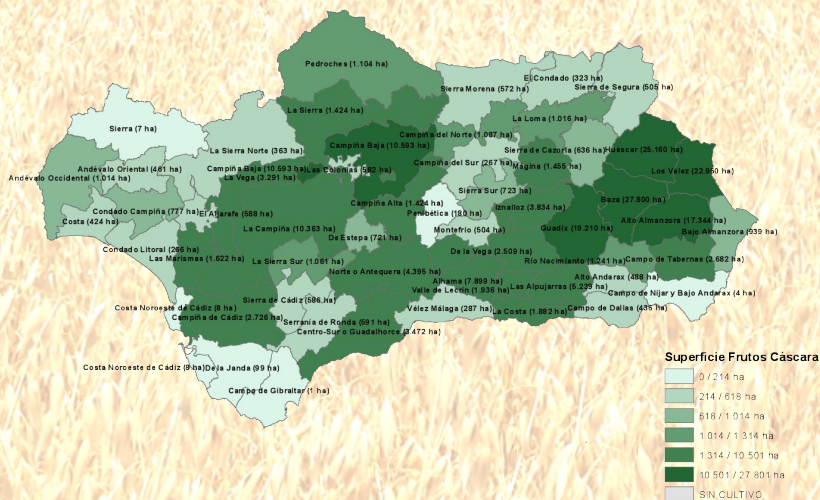 Pedroches (1.104 ha)
El Condado (323 ha)
Sierra Morena (572 ha)
Sierra de Segura (505 ha)
La Sierra (1.424 ha)
La Loma (1.016 ha)
Sierra (7 ha)
Campiña del Norte (1.087 ha)
La Sierra Norte (363 ha)
Campiña Baja (10.593 ha)
Sierra de Cazorla (636 ha)
Huéscar (25.160 ha)
Campiña del Sur (267 ha)
Mágina (1.455 ha)
Andévalo Oriental (461 ha)
Campiña Baja (10.593 ha)
Las Colonias (582 ha)
Los Vélez (22.950 ha)
Andévalo Occidental (1.014 ha)
La Vega (3.291 ha)
Sierra Sur (723 ha)
Baza (27.800 ha)
Campiña Alta (1.424 ha)
Iznalloz (3.834 ha)
Condado Campiña (777 ha)
El Aljarafe (588 ha)
Penibética (180 ha)
Costa (424 ha)
Alto Almanzora (17.344 ha)
La Campiña (10.363 ha)
Montefrío (504 ha)
Guadix (19.210 ha)
Bajo Almanzora (939 ha)
De Estepa (721 ha)
Condado Litoral (266 ha)
De la Vega (2.509 ha)
Las Marismas (1.622 ha)
La Sierra Sur (1.061 ha)
Río Nacimiento (1.241 ha)
Campo de Tabernas (2.682 ha)
Norte o Antequera (4.395 ha)
Alhama (7.899 ha)
Alto Andarax (488 ha)
Valle de Lecrín (1.936 ha)
Las Alpujarras (5.239 ha)
Campo de Níjar y Bajo Andarax (4 ha)
Sierra de Cádiz (586 ha)
Costa Noroeste de Cádiz (8 ha)
Vélez Málaga (287 ha)
La Costa (1.882 ha)
Campo de Dalías (435 ha)
Campiña de Cádiz (2.726 ha)
Serranía de Ronda (591 ha)
Centro-Sur o Guadalhorce (3.472 ha)
Costa Noroeste de Cádiz (8 ha)
De la Janda (99 ha)
Campo de Gibraltar (1 ha)
Superficie Frutos Cáscara
0 / 214 ha
214 / 618 ha
618 / 1.014 ha
1.014 / 1.314 ha
1.314 / 10.501 ha
10.501 / 27.801 ha
SIN CULTIVO